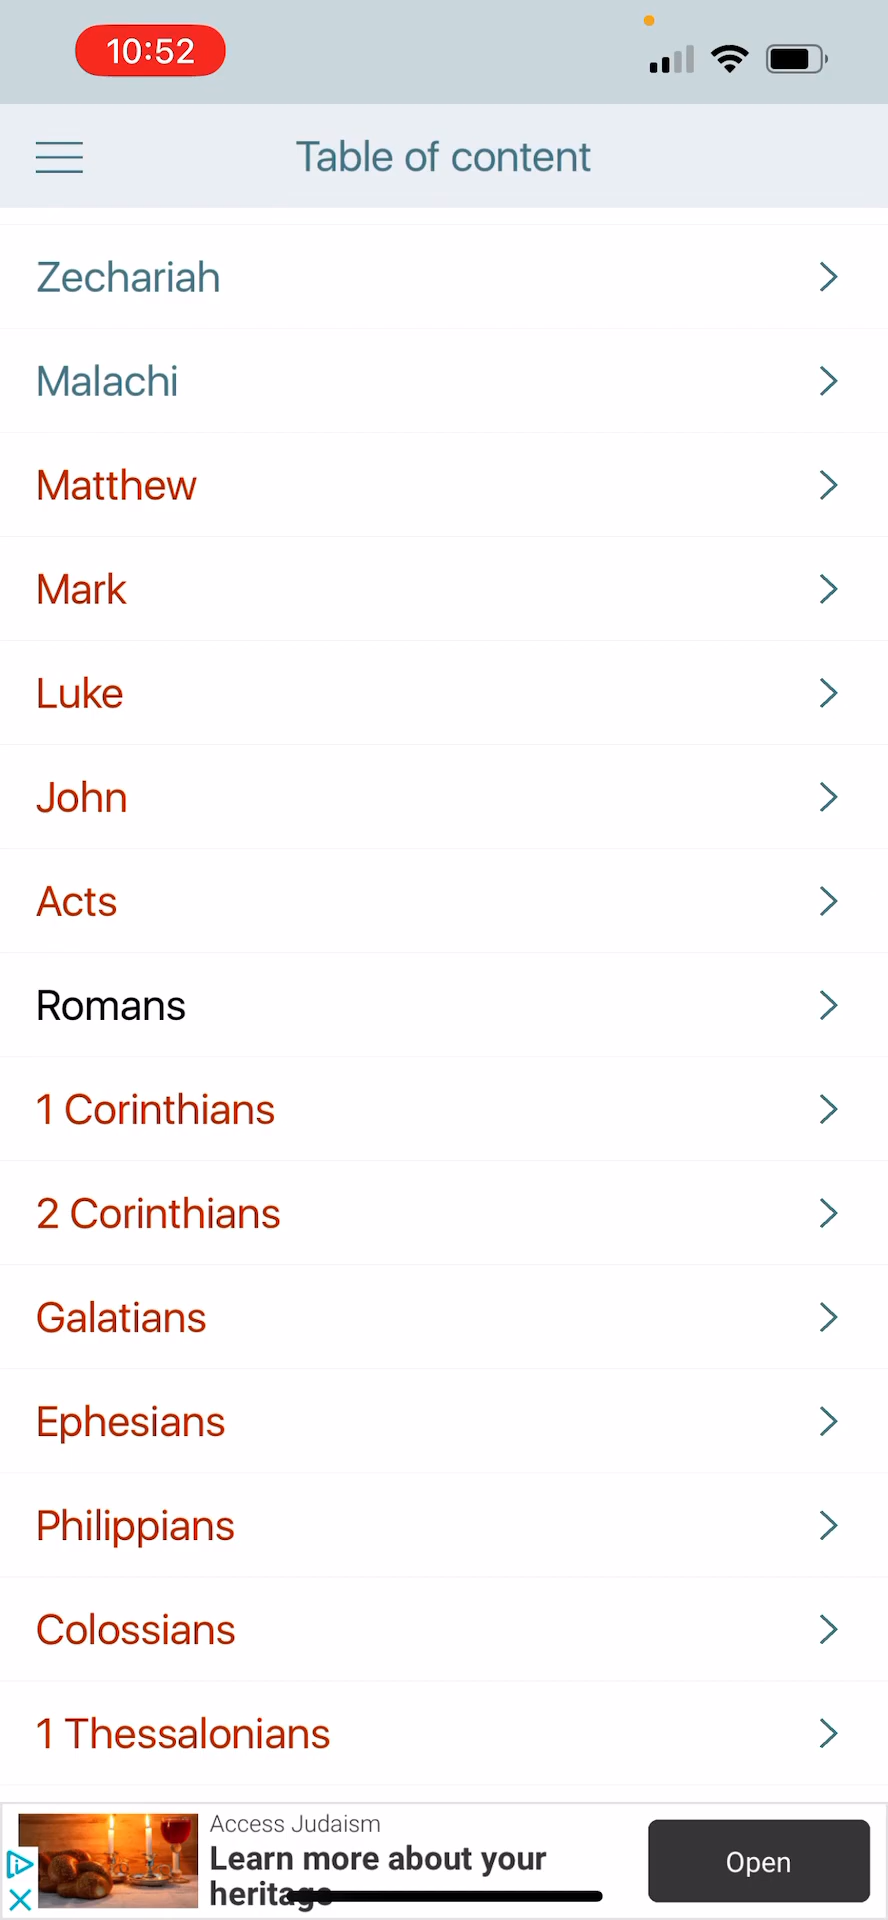 10:52
Table of content
Zechariah
Malachi
Matthew
Mark
Luke
John
Acts
Romans
1 Corinthians
2 Corinthians
Galatians
Ephesians
Philippians
Colossians
1 Thessalonians
Access Judaism
Learn more about your
heritage
Open